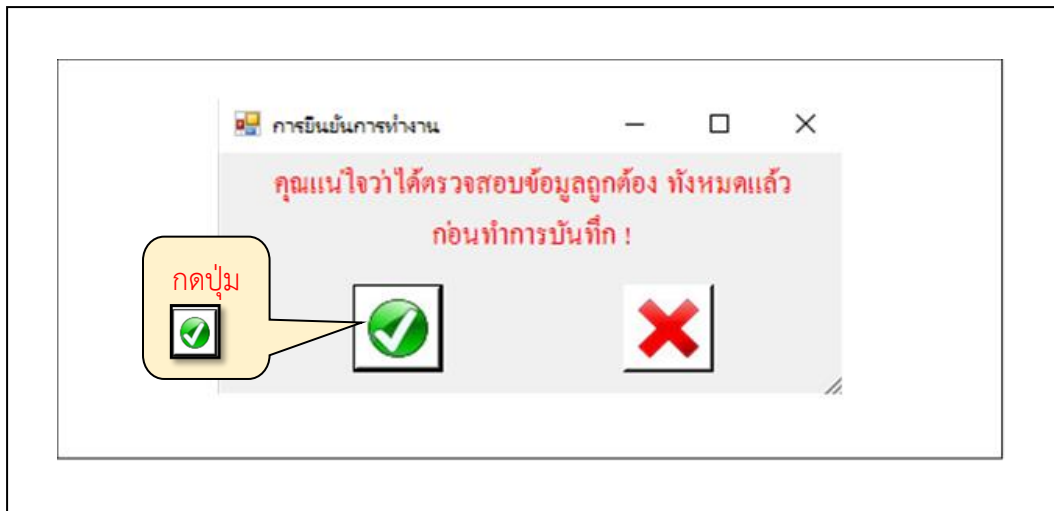 การยืนยันการทำงาน
คุณแน่ใจว่าได้ตรวจสอบข้อมูลถูกต้อง ทั้งหมดแล้ว
ก่อนทำการบันทึก !
กดปุ่ม